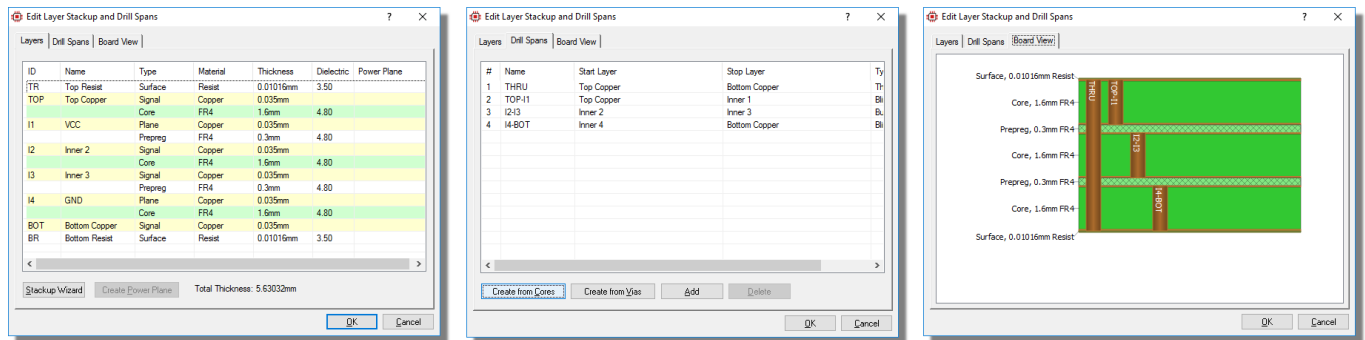 Edit Layer Stackup and Drill Spans ? ×
Layers Drill Spans Board View
ID Name Type Material Thickness Dielectric Power Plane
TR Top Resist Surface Resist 0.01016mm 3.50
TOP Top Copper Signal Copper 0.035mm
Core FR4 1.6mm 4.80
I1 VCC Plane Copper 0.035mm
Prepreg FR4 0.3mm 4.80
I2 Inner 2 Signal Copper 0.035mm
Core FR4 1.6mm 4.80
I3 Inner 3 Signal Copper 0.035mm
Prepreg FR4 0.3mm 4.80
I4 GND Plane Copper 0.035mm
Core FR4 1.6mm 4.80
BOT Bottom Copper Signal Copper 0.035mm
BR Bottom Resist Surface Resist 0.01016mm 3.50
Stackup Wizard Create Power Plane Total Thickness: 5.63032mm
OK Cancel
Edit Layer Stackup and Drill Spans ? ×
Layers Drill Spans Board View
# Name Start Layer Stop Layer Ty
1 THRU Top Copper Bottom Copper Th
2 TOP-I1 Top Copper Inner 1 Bli
3 I2-I3 Inner 2 Inner 3 Bu
4 I4-BOT Inner 4 Bottom Copper Bli
Create from Cores Create from Vias Add Delete
OK Cancel
Edit Layer Stackup and Drill Spans ? ×
Layers Drill Spans Board View
Surface, 0.01016mm Resist
Core, 1.6mm FR4
Prepreg, 0.3mm FR4
Core, 1.6mm FR4
Prepreg, 0.3mm FR4
Core, 1.6mm FR4
Surface, 0.01016mm Resist
THRU
TOP-I1
I2-I3
I4-BOT
OK Cancel